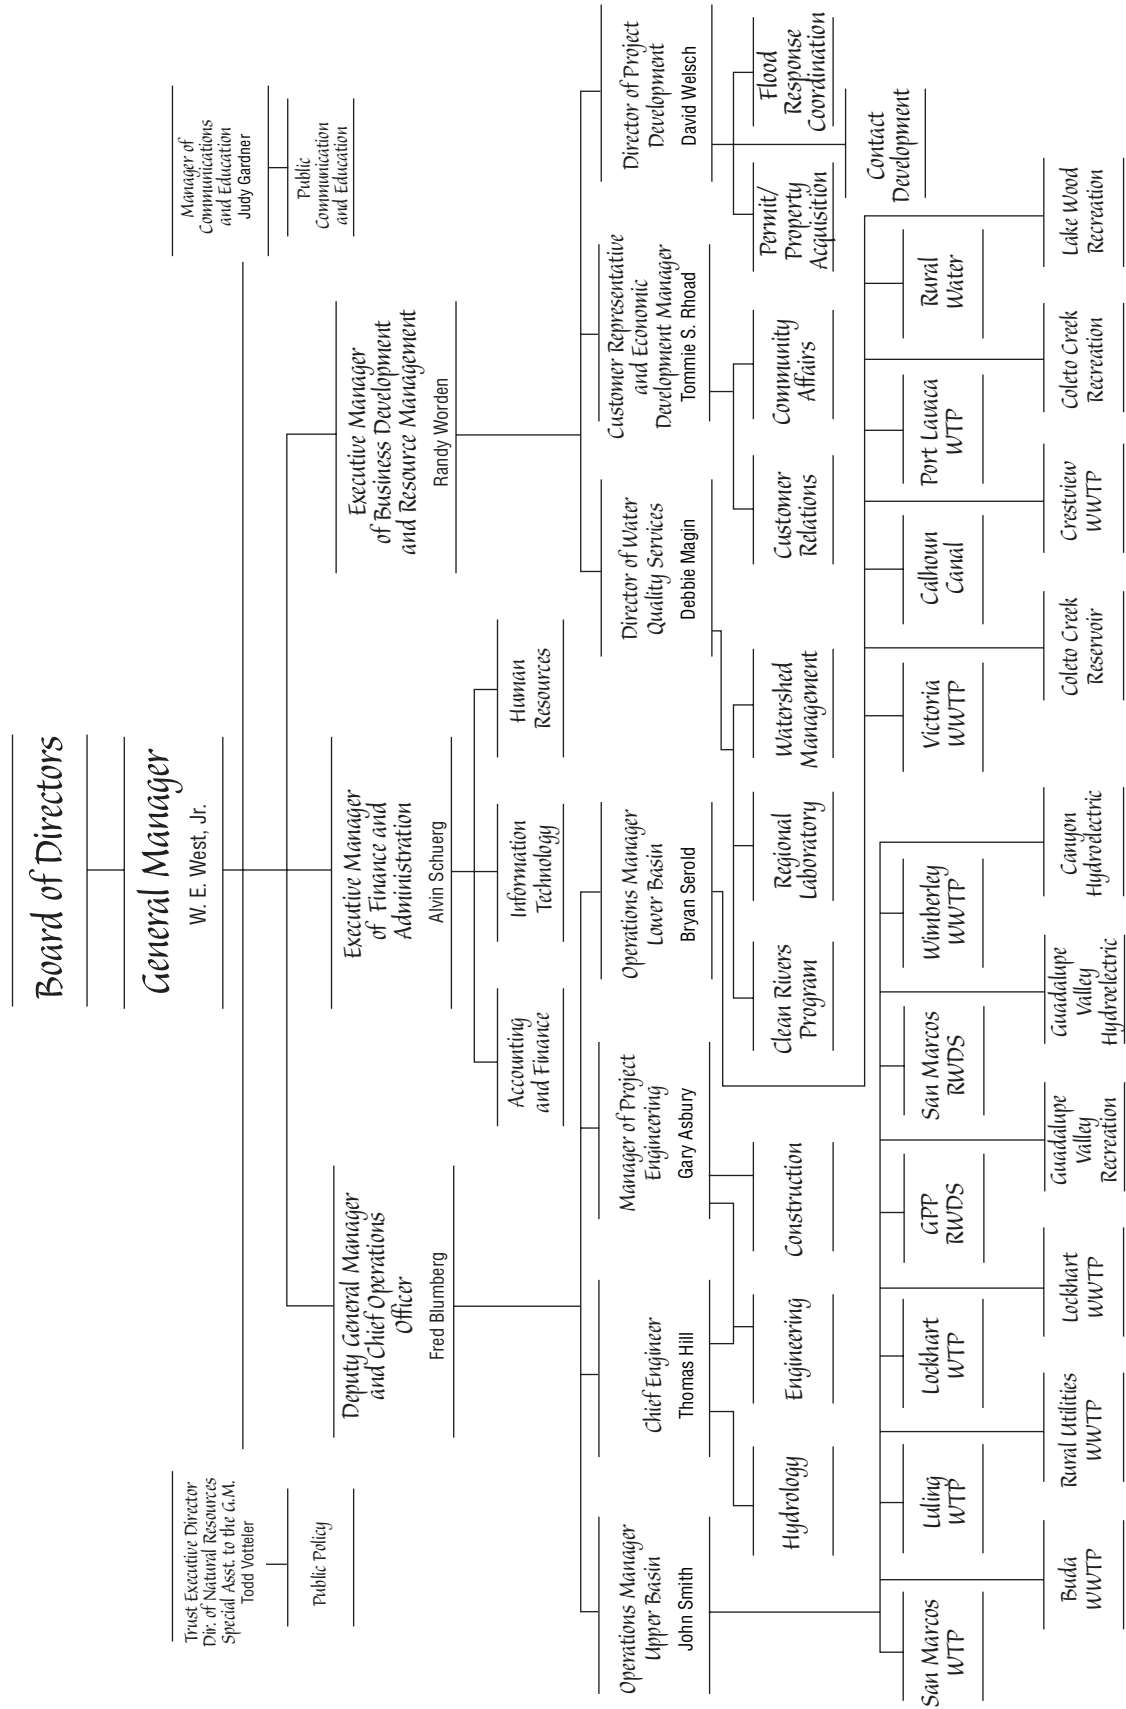 Board of Directors
General Manager
W. E. West, Jr.
Trust Executive Director
Dir. of Natural Resources
Special Asst. to the G.M.
Todd Votteler
Public Policy
Manager of
Communications
and Education
Judy Gardner
Public
Communication
and Education
Deputy General Manager
and Chief Operations
Officer
Fred Blumberg
Executive Manager
of Finance and
Administration
Alvin Schuerg
Executive Manager
of Business Development
and Resource Management
Randy Worden
Accounting
and Finance
Information
Technology
Human
Resources
Operations Manager
Upper Basin
John Smith
Chief Engineer
Thomas Hill
Manager of Project
Engineering
Gary Asbury
Operations Manager
Lower Basin
Bryan Serold
Director of Water
Quality Services
Debbie Magin
Customer Representative
and Economic
Development Manager
Tommie S. Rhoad
Director of Project
Development
David Welsch
Hydrology
Engineering
Construction
Clean Rivers
Program
Regional
Laboratory
Watershed
Management
Customer
Relations
Community
Affairs
Permit/
Property
Acquisition
Flood
Response
Coordination
Contact
Development
San Marcos
WTP
Luling
WTP
Lockhart
WTP
GPP
RWDS
San Marcos
RWDS
Wimberley
WWTP
Victoria
WWTP
Calhoun
Canal
Port Lavaca
WTP
Rural
Water
Buda
WWTP
Rural Utilities
WWTP
Lockhart
WWTP
Guadalupe
Valley
Recreation
Guadalupe
Valley
Hydroelectric
Canyon
Hydroelectric
Coleto Creek
Reservoir
Crestview
WWTP
Coleto Creek
Recreation
Lake Wood
Recreation